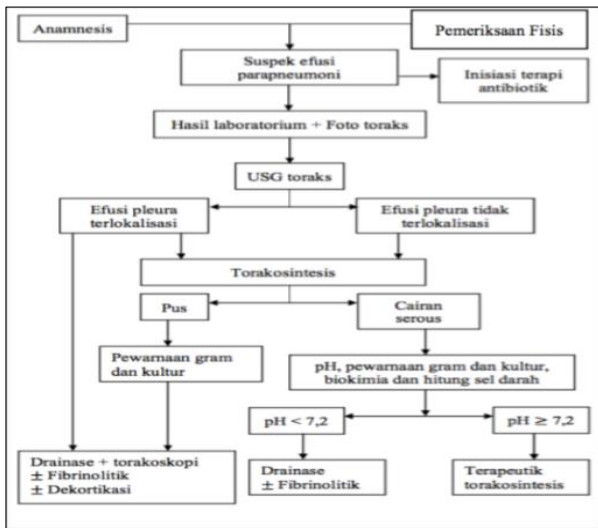 Anamnesis
Pemeriksaan Fisis
Suspek efusi
parapneumoni
Inisiasi terapi
antibiotik
Hasil laboratorium + Foto toraks
USG toraks
Efusi pleura
terlokalisasi
Efusi pleura tidak
terlokalisasi
Torakosintesis
Pus
Cairan
serous
Pewarnaan gram
dan kultur
pH, pewarnaan gram dan kultur,
biokimia dan hitung sel darah
pH < 7,2
pH ≥ 7,2
Drainase + torakoskopi
± Fibrinolitik
± Dekortikasi
Drainase
± Fibrinolitik
Terapeutik
torakosintesis